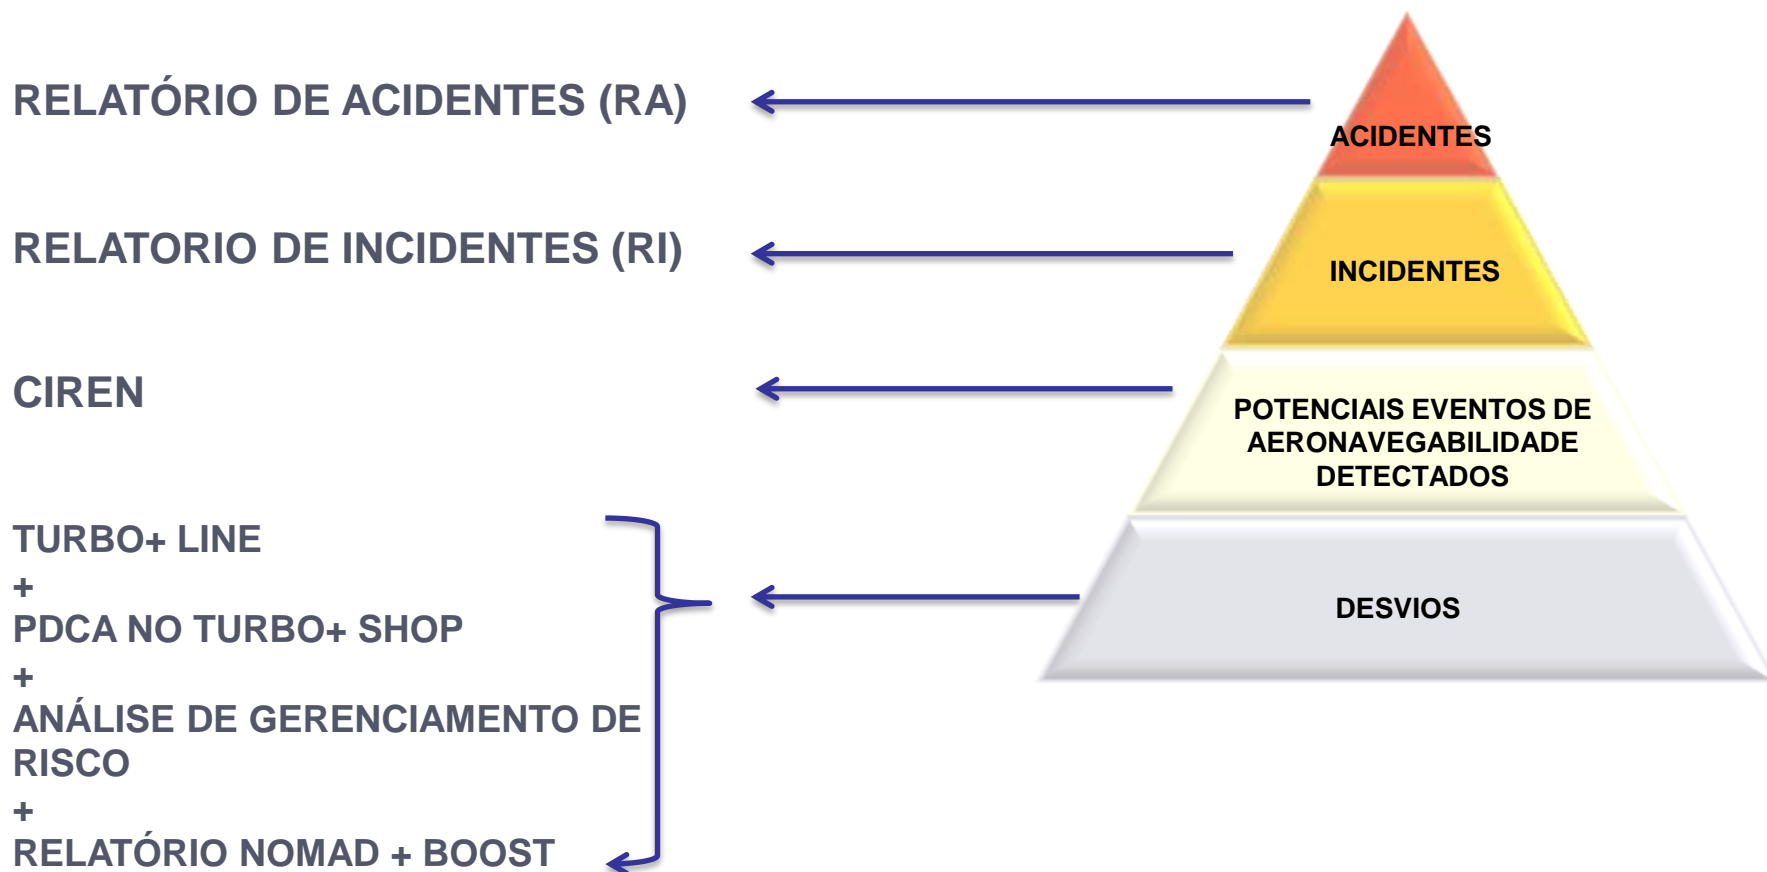 RELATÓRIO DE ACIDENTES (RA)
ACIDENTES
RELATORIO DE INCIDENTES (RI)
INCIDENTES
CIREN
POTENCIAIS EVENTOS DE
AERONAVEGABILIDADE
DETECTADOS
TURBO+ LINE
+
PDCA NO TURBO+ SHOP
+
ANÁLISE DE GERENCIAMENTO DE
RISCO
+
RELATÓRIO NOMAD + BOOST
DESVIOS